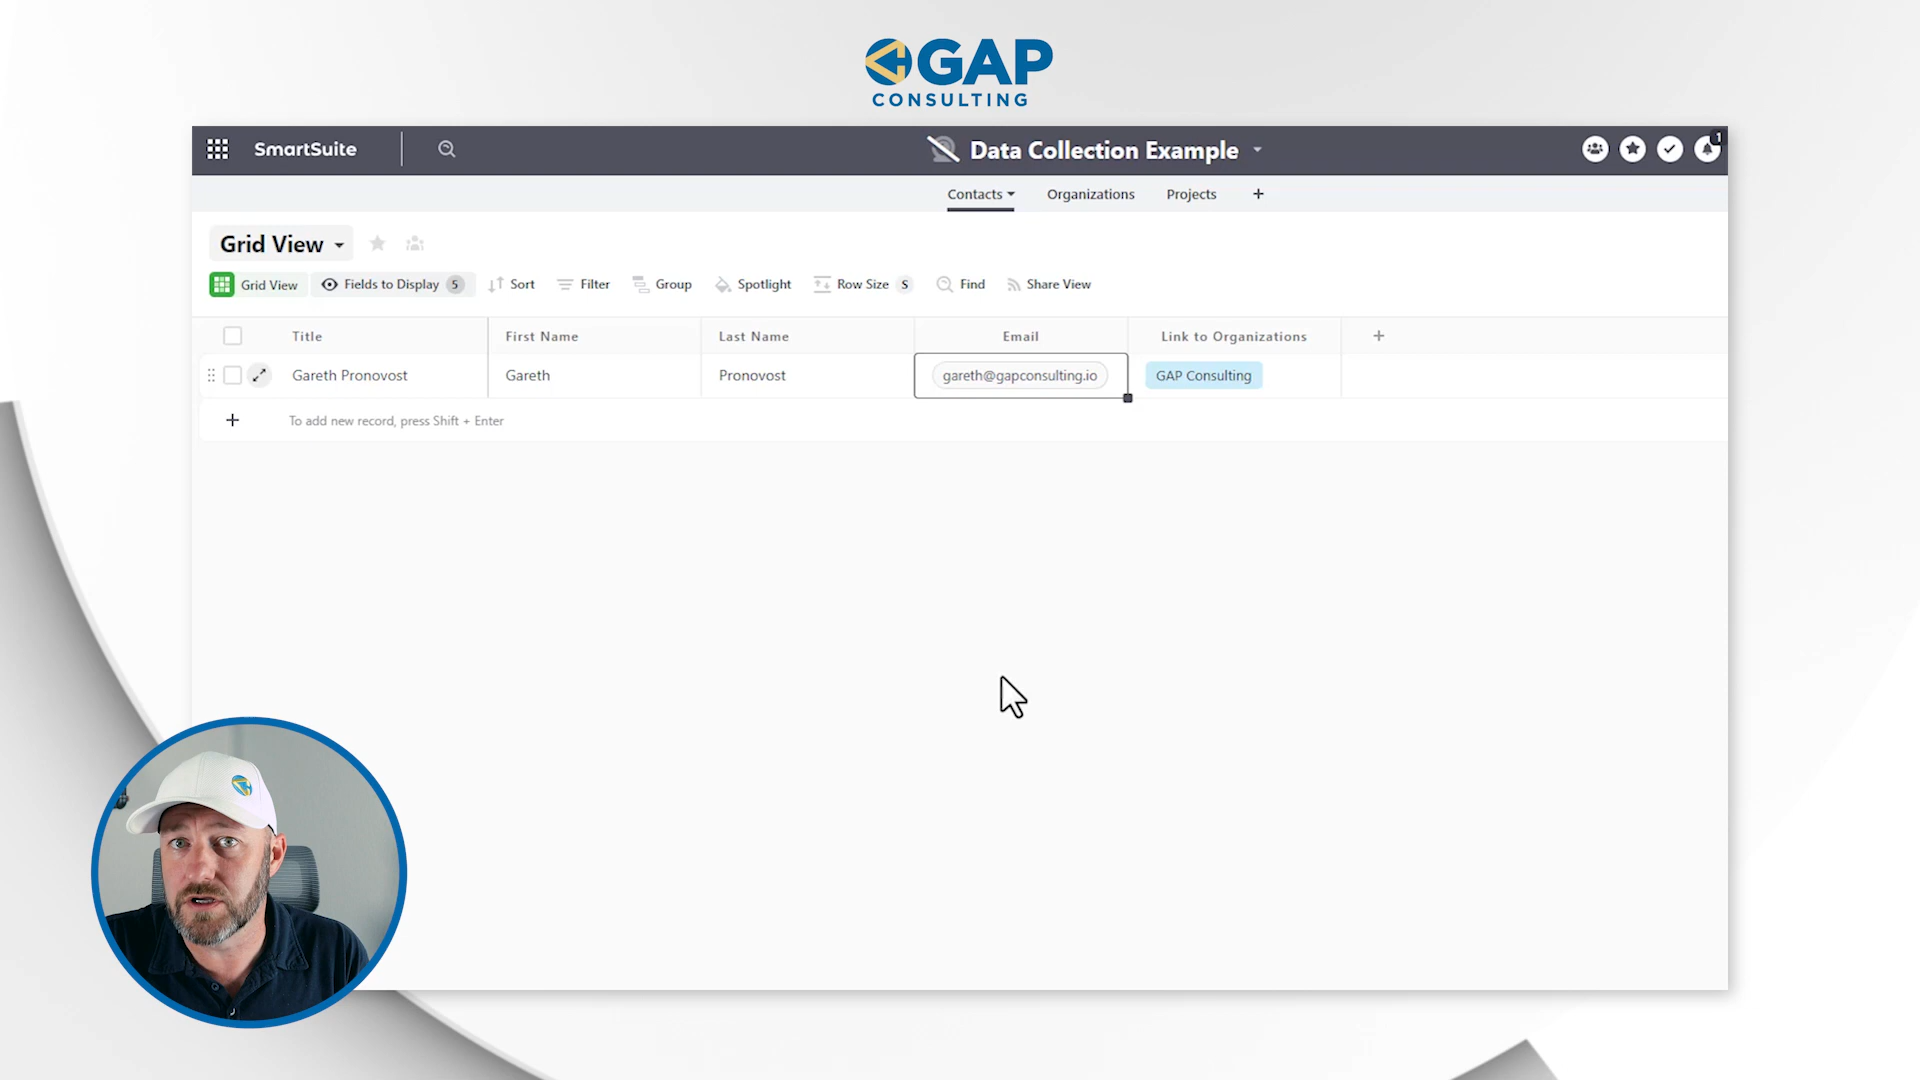 GAP
CONSULTING
SmartSuite
Data Collection Example
1
Contacts Organizations Projects +
Grid View
Grid View Fields to Display 5 Sort Filter Group Spotlight Row Size S Find Share View
Title First Name Last Name Email Link to Organizations +
Gareth Pronovost Gareth Pronovost gareth@gapconsulting.io GAP Consulting
+ To add new record, press Shift + Enter